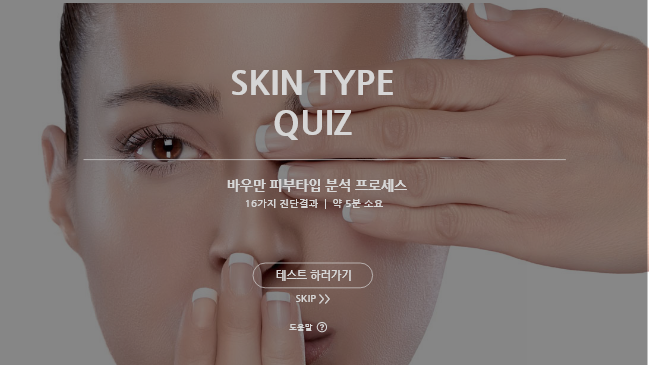 SKIN TYPE
QUIZ
바우만 피부타입 분석 프로세스
16가지 진단결과 | 약 5분 소요
테스트 하러가기
SKIP >>
도움말 ?